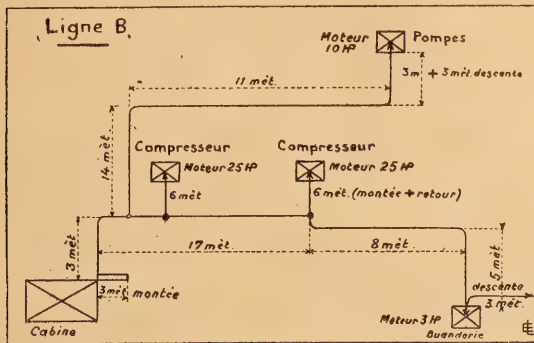 Ligne B.
Moteur
10 HP
Pompes
3 m + 3 mèt. descente
11 mèt.
14 mèt.
Compresseur
Moteur 25 HP
6 mèt
Compresseur
Moteur 25 HP
6 mèt. (montée + retour)
3 mèt
17 mèt.
8 mèt.
5 mèt.
3 mèt.
montée
descente
3 mèt.
Cabine
Moteur 3 HP
Buanderie